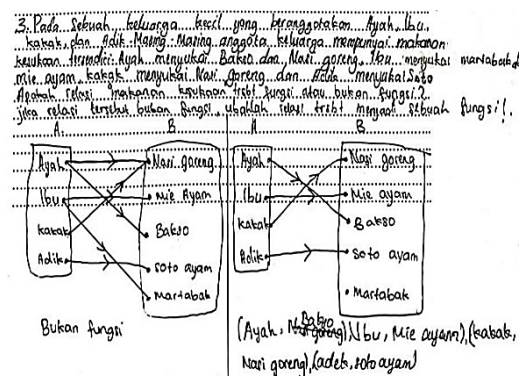 3. Pada sebuah keluarga kecil yang beranggotakan Ayah, Ibu,
kakak, dan Adik. Masing-Masing anggota keluarga mempunyai makanan
kesukaan tersendiri. Ayah menyukai Bakso dan Nasi goreng, Ibu menyukai martabak &
mie ayam, kakak menyukai Nasi goreng dan Adik menyukai Soto
Apakah relasi makanan kesukaan trsbt fungsi atau bukan fungsi?
jika relasi tersebut bukan fungsi, ubahlah relasi trsbt menjadi sebuah fungsi!.
A B
Ayah Nasi goreng
Ibu Mie Ayam
kakak Bakso
Adik soto ayam
Martabak
Bukan fungsi
A B
Ayah Nasi goreng
Ibu Mie ayam
kakak Bakso
Adik Soto ayam
Martabak
Bakso
(Ayah, Nasi goreng), (Ibu, Mie ayam), (kakak,
Nasi goreng), (adek, soto ayam)